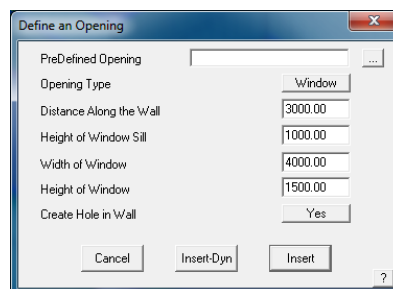 Define an Opening
PreDefined Opening ...
Opening Type Window
Distance Along the Wall 3000.00
Height of Window Sill 1000.00
Width of Window 4000.00
Height of Window 1500.00
Create Hole in Wall Yes
Cancel Insert-Dyn Insert
?